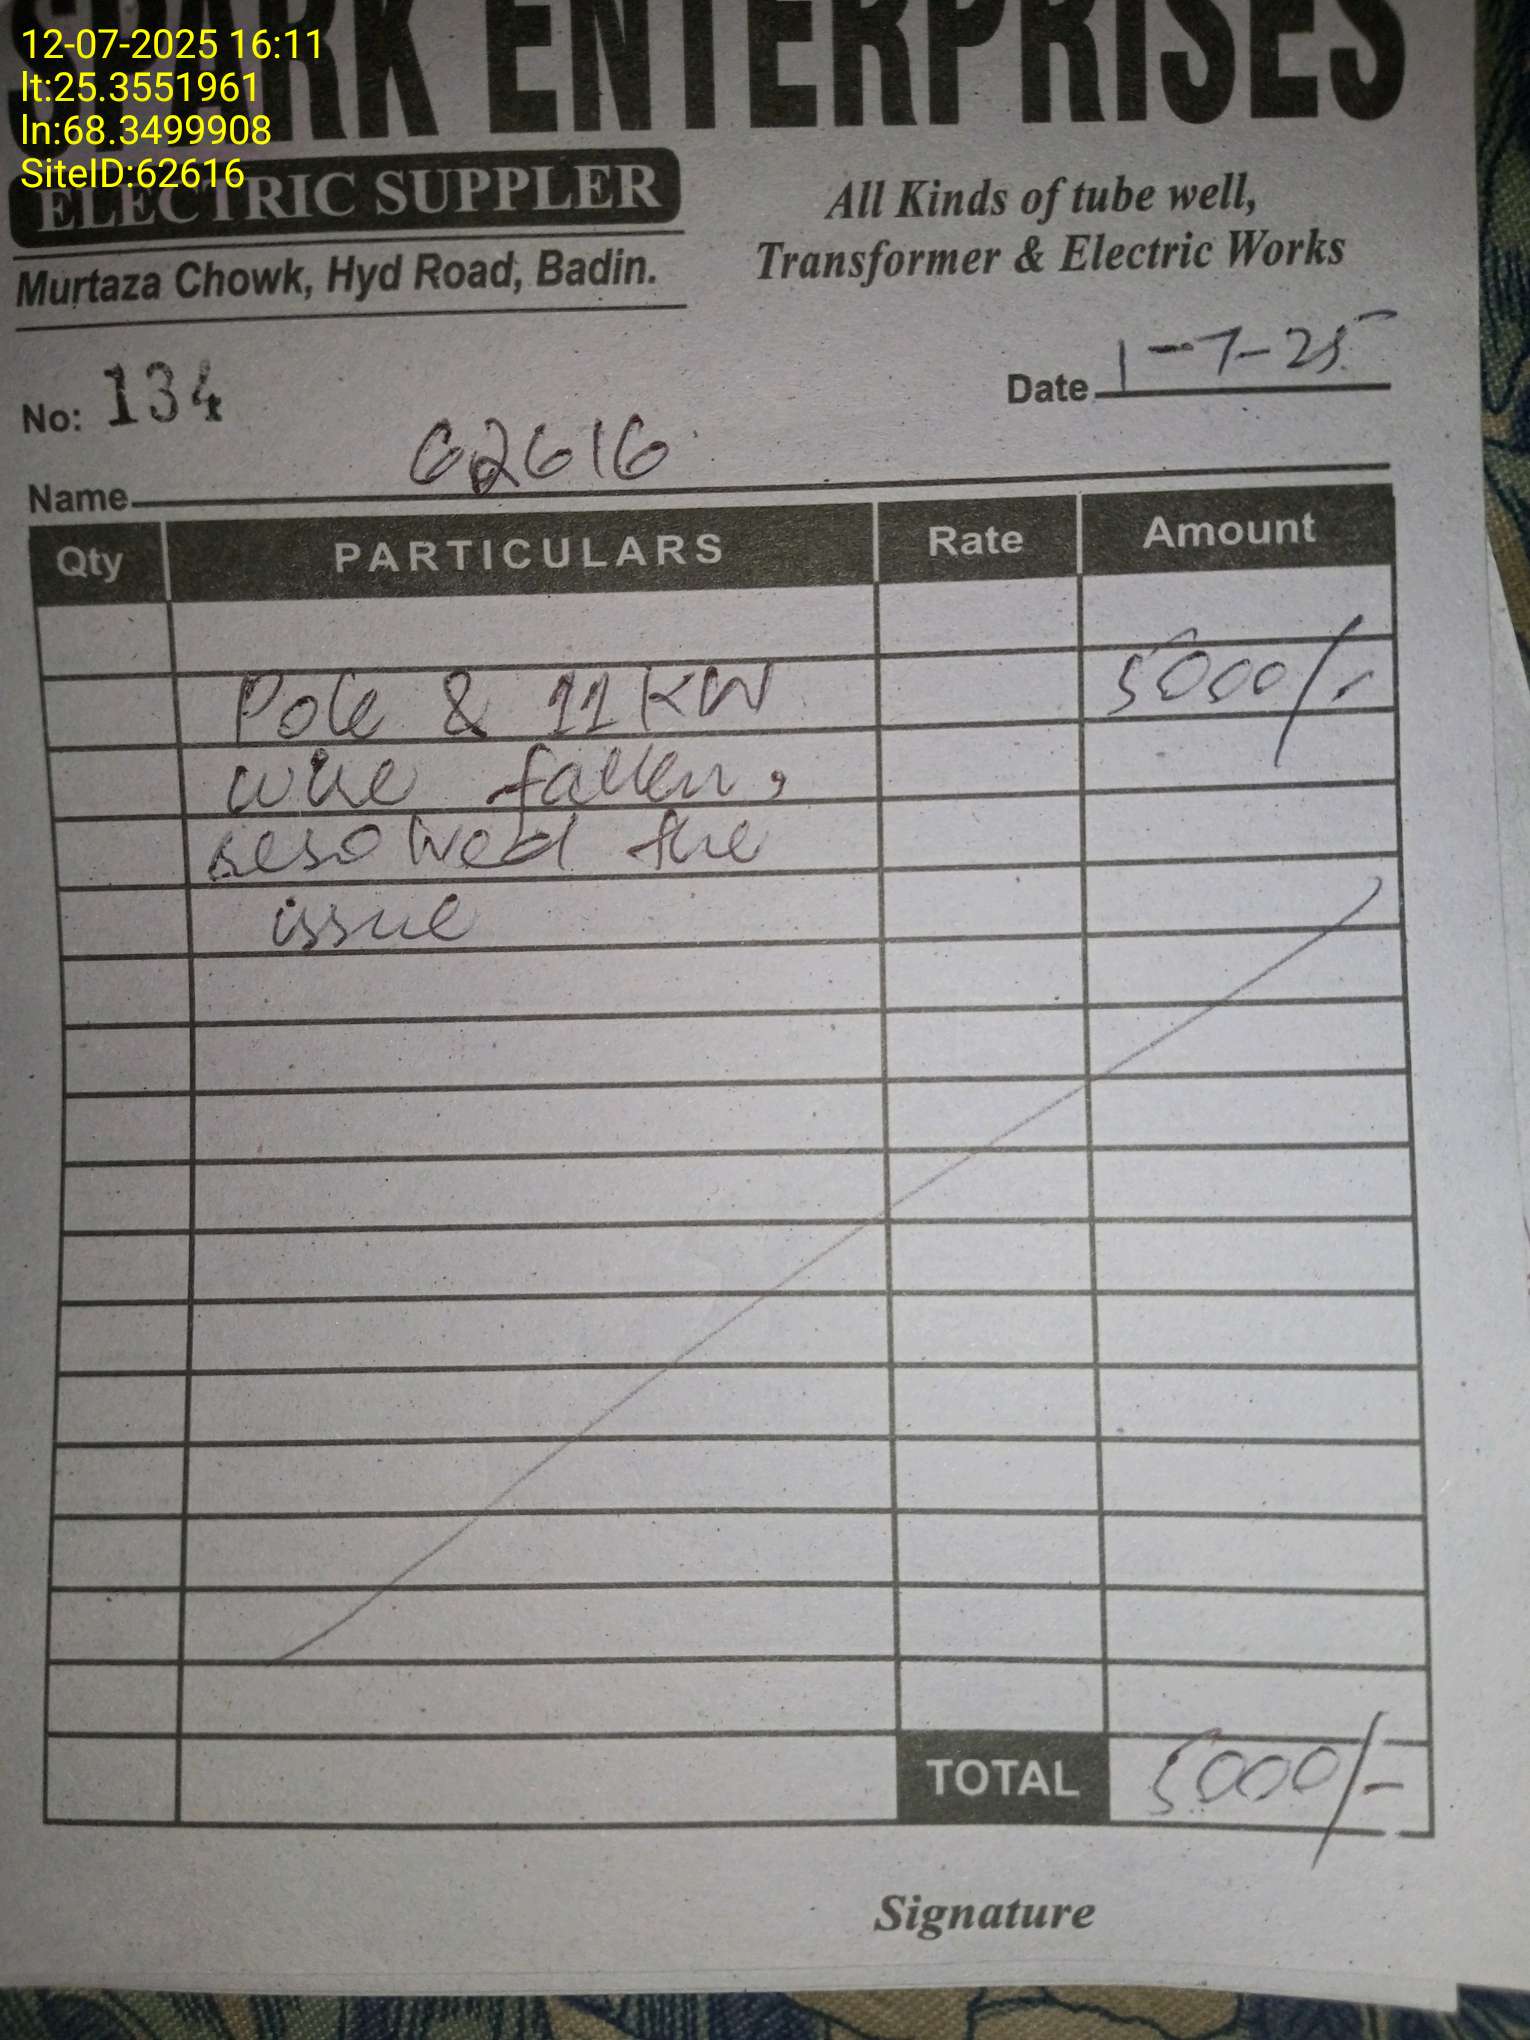 12-07-2025 16:11
lt:25.3551961
ln:68.3499908
SiteID:62616
SPARK ENTERPRISES
ELECTRIC SUPPLER
Murtaza Chowk, Hyd Road, Badin.
All Kinds of tube well,
Transformer & Electric Works
No: 134
Date 1-7-25
Name 62616
Qty PARTICULARS Rate Amount
Pole & 11KW 5000/-
wire fallen,
resolved the
issue
TOTAL 5000/-
Signature